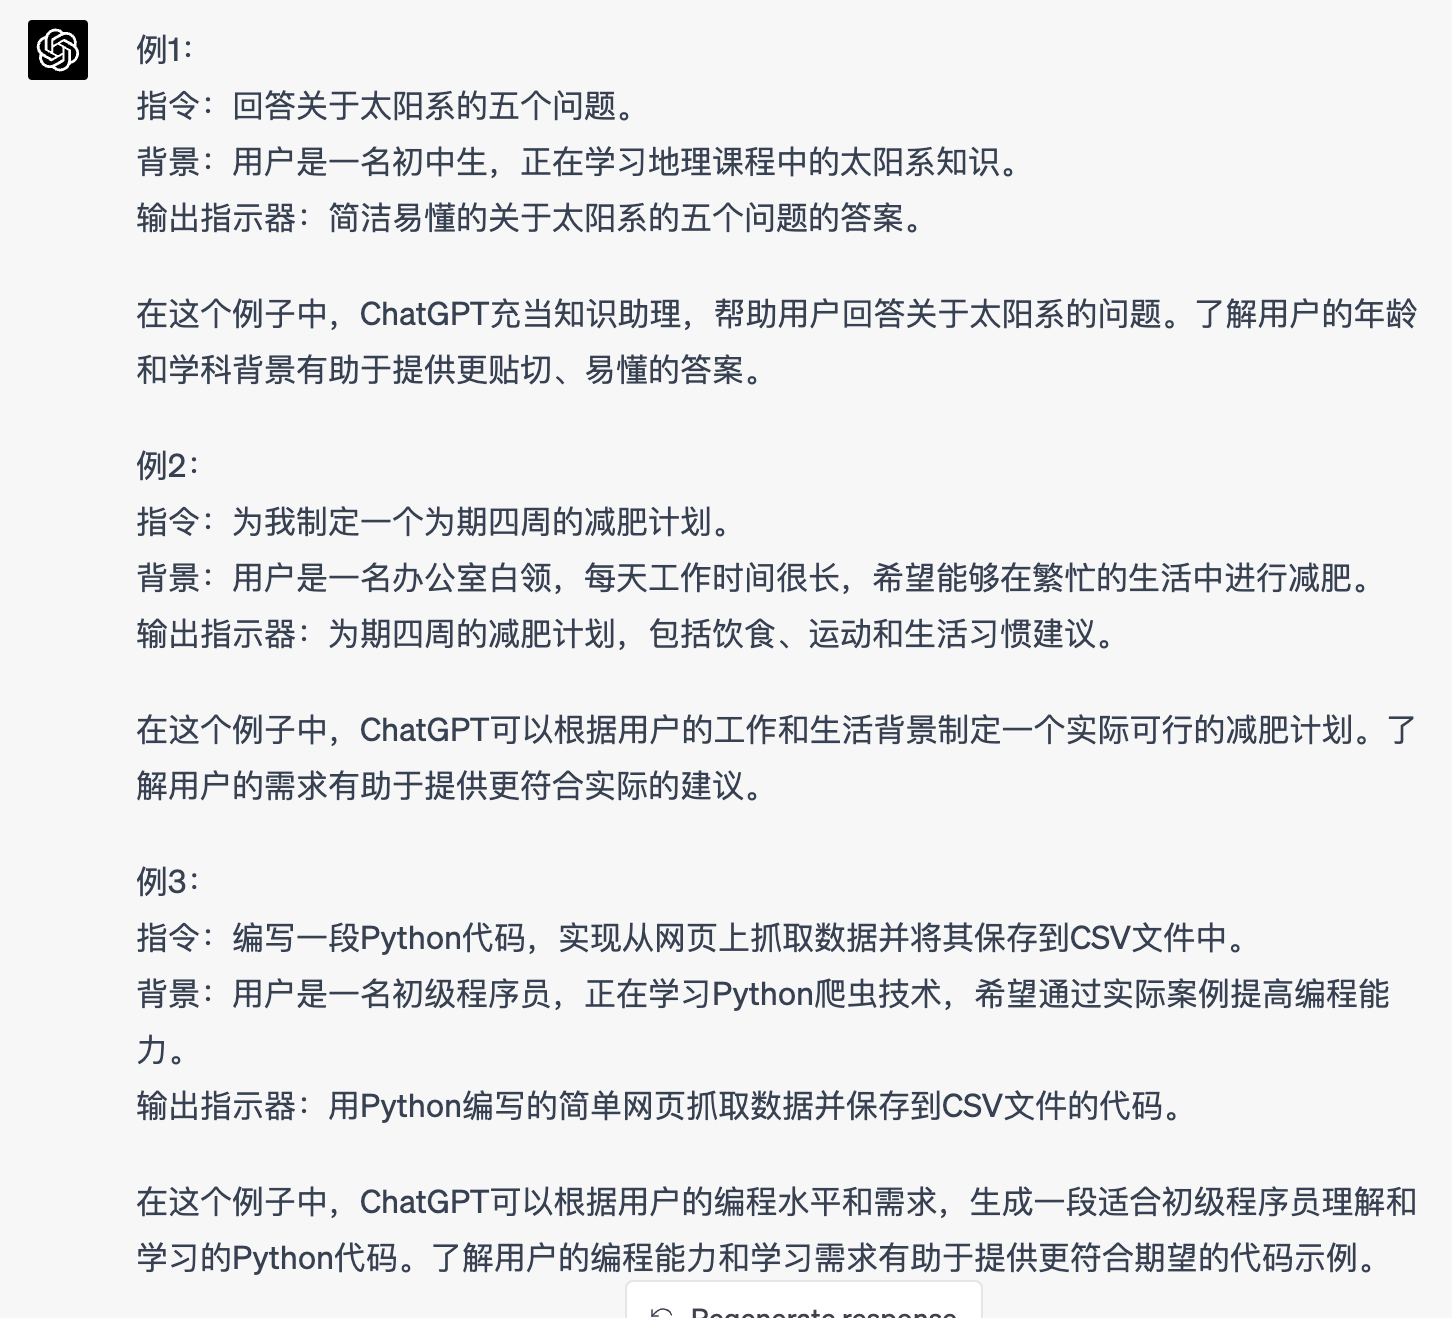 例1：
指令：回答关于太阳系的五个问题。
背景：用户是一名初中生，正在学习地理课程中的太阳系知识。
输出指示器：简洁易懂的关于太阳系的五个问题的答案。
在这个例子中，ChatGPT充当知识助理，帮助用户回答关于太阳系的问题。了解用户的年龄
和学科背景有助于提供更贴切、易懂的答案。
例2：
指令：为我制定一个为期四周的减肥计划。
背景：用户是一名办公室白领，每天工作时间很长，希望能够在繁忙的生活中进行减肥。
输出指示器：为期四周的减肥计划，包括饮食、运动和生活习惯建议。
在这个例子中，ChatGPT可以根据用户的工作和生活背景制定一个实际可行的减肥计划。了
解用户的需求有助于提供更符合实际的建议。
例3：
指令：编写一段Python代码，实现从网页上抓取数据并将其保存到CSV文件中。
背景：用户是一名初级程序员，正在学习Python爬虫技术，希望通过实际案例提高编程能
力。
输出指示器：用Python编写的简单网页抓取数据并保存到CSV文件的代码。
在这个例子中，ChatGPT可以根据用户的编程水平和需求，生成一段适合初级程序员理解和
学习的Python代码。了解用户的编程能力和学习需求有助于提供更符合期望的代码示例。
Regenerate response